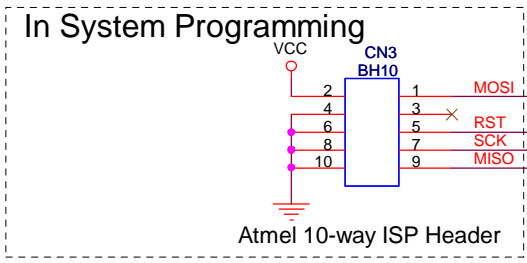 In System Programming
VCC
CN3
BH10
2 1 MOSI
4 3
6 5 RST
8 7 SCK
10 9 MISO
Atmel 10-way ISP Header